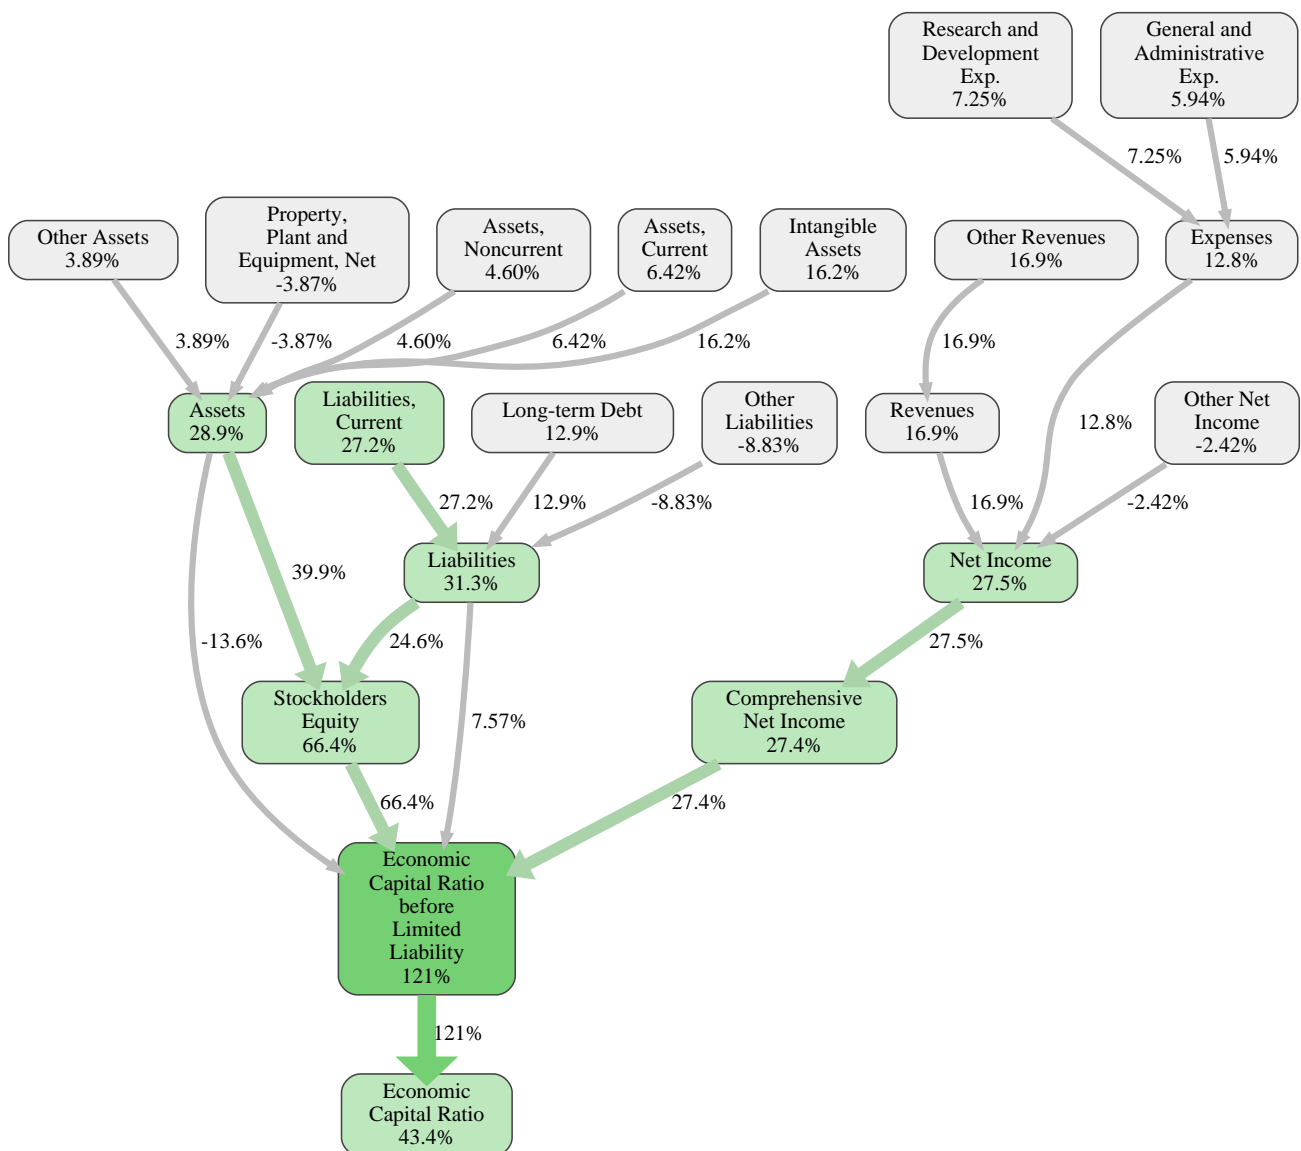 Research and
Development
Exp.
7.25%
General and
Administrative
Exp.
5.94%
7.25%
5.94%
Other Assets
3.89%
Property,
Plant and
Equipment, Net
-3.87%
Assets,
Noncurrent
4.60%
Assets,
Current
6.42%
Intangible
Assets
16.2%
Other Revenues
16.9%
Expenses
12.8%
3.89%
-3.87%
4.60%
6.42%
16.2%
16.9%
12.8%
Assets
28.9%
Liabilities,
Current
27.2%
Long-term Debt
12.9%
Other
Liabilities
-8.83%
Revenues
16.9%
Other Net
Income
-2.42%
27.2%
12.9%
-8.83%
16.9%
-2.42%
39.9%
Liabilities
31.3%
Net Income
27.5%
-13.6%
24.6%
27.5%
Stockholders
Equity
66.4%
7.57%
Comprehensive
Net Income
27.4%
66.4%
27.4%
Economic
Capital Ratio
before
Limited
Liability
121%
121%
Economic
Capital Ratio
43.4%